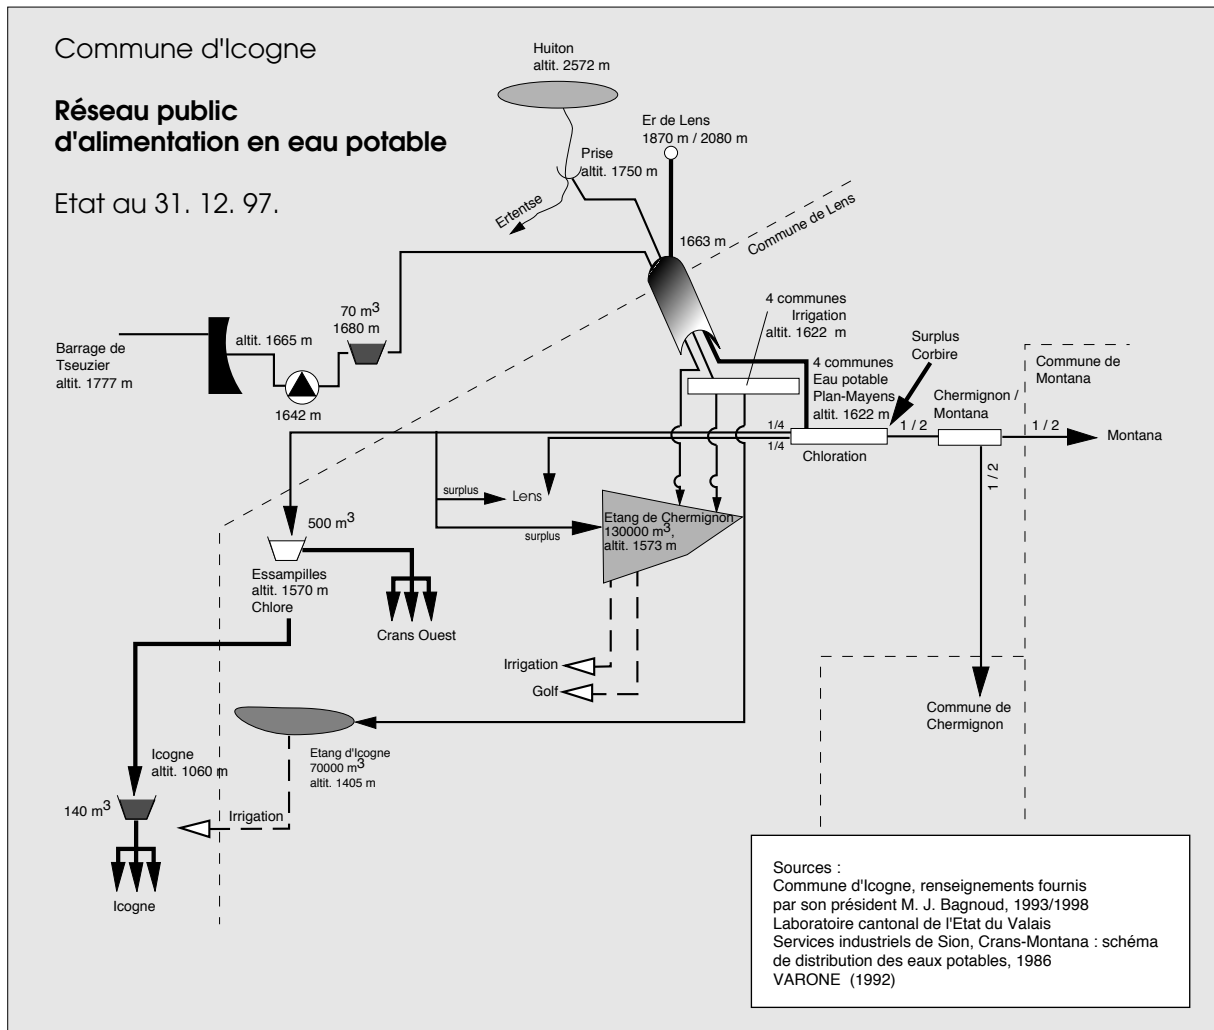 Commune d'Icogne
Réseau public
d'alimentation en eau potable
Etat au 31. 12. 97.
Huiton
altit. 2572 m
Er de Lens
1870 m / 2080 m
Prise
altit. 1750 m
Ertentse
Commune de Lens
1663 m
70 m³
1680 m
altit. 1665 m
Barrage de
Tseuzier
altit. 1777 m
1642 m
4 communes
Irrigation
altit. 1622 m
Surplus
Corbire
4 communes
Eau potable
Plan-Mayens
altit. 1622 m
Commune de
Montana
Chermignon /
Montana
1/4
1/4
1 / 2
1 / 2
Montana
Chloration
1 / 2
surplus
Lens
surplus
500 m³
Etang de Chermignon
130000 m³,
altit. 1573 m
Essampilles
altit. 1570 m
Chlore
Crans Ouest
Irrigation
Golf
Commune de
Chermignon
Icogne
altit. 1060 m
Etang d'Icogne
70000 m³
altit. 1405 m
140 m³
Irrigation
Icogne
Sources :
Commune d'Icogne, renseignements fournis
par son président M. J. Bagnoud, 1993/1998
Laboratoire cantonal de l'Etat du Valais
Services industriels de Sion, Crans-Montana : schéma
de distribution des eaux potables, 1986
VARONE (1992)